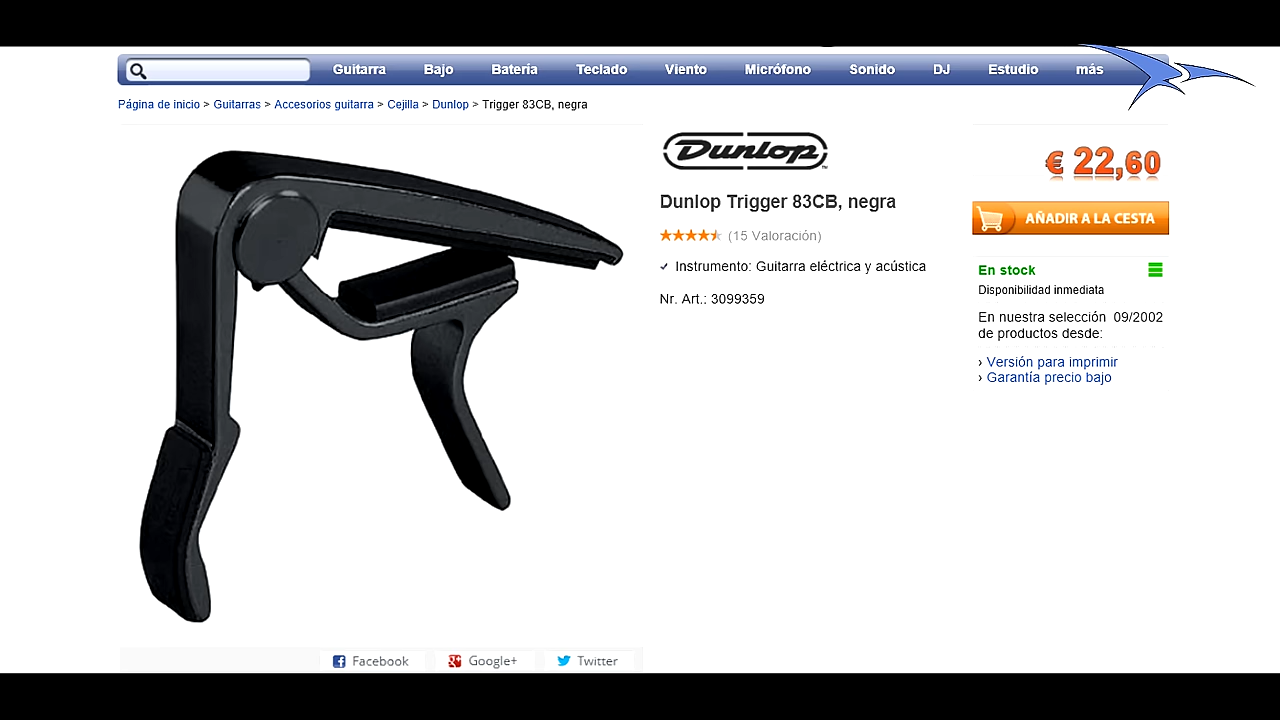 Guitarra Bajo Batería Teclado Viento Micrófono Sonido DJ Estudio más
Página de inicio > Guitarras > Accesorios guitarra > Cejilla > Dunlop > Trigger 83CB, negra
Dunlop
€ 22,60
Dunlop Trigger 83CB, negra
AÑADIR A LA CESTA
(15 Valoración)
Instrumento: Guitarra eléctrica y acústica
En stock
Disponibilidad inmediata
Nr. Art.: 3099359
En nuestra selección 09/2002
de productos desde:
› Versión para imprimir
› Garantía precio bajo
Facebook Google+ Twitter